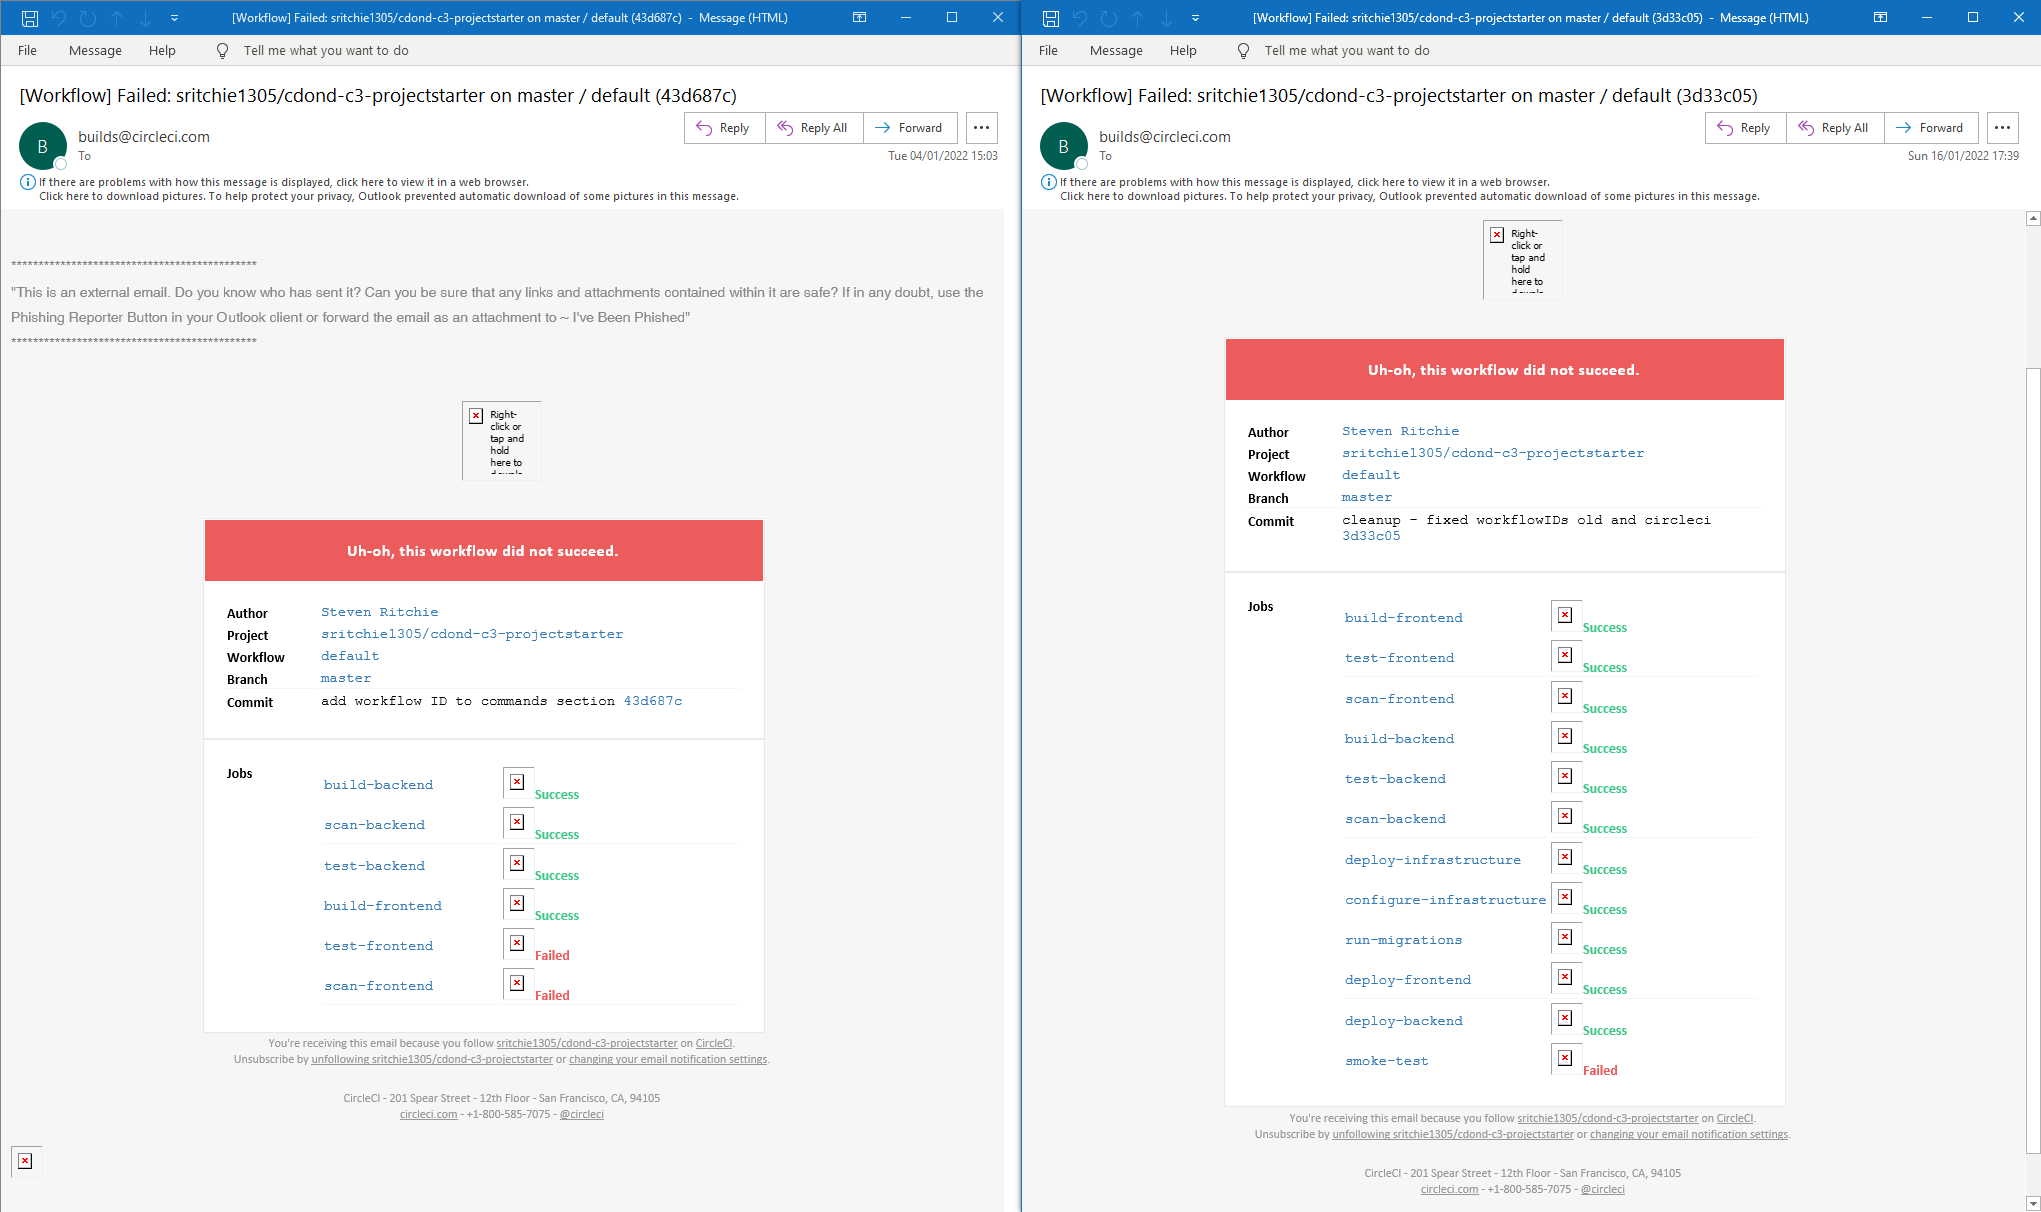 [Workflow] Failed: sritchie1305/cdond-c3-projectstarter on master / default (43d687c) - Message (HTML)
File Message Help Tell me what you want to do
[Workflow] Failed: sritchie1305/cdond-c3-projectstarter on master / default (43d687c)
B
builds@circleci.com
To
Reply Reply All Forward
Tue 04/01/2022 15:03
If there are problems with how this message is displayed, click here to view it in a web browser.
Click here to download pictures. To help protect your privacy, Outlook prevented automatic download of some pictures in this message.
**********************************************
"This is an external email. Do you know who has sent it? Can you be sure that any links and attachments contained within it are safe? If in any doubt, use the
Phishing Reporter Button in your Outlook client or forward the email as an attachment to ~ I've Been Phished"
**********************************************
Right-
click or
tap and
hold
here to
Uh-oh, this workflow did not succeed.
Author Steven Ritchie
Project sritchie1305/cdond-c3-projectstarter
Workflow default
Branch master
Commit add workflow ID to commands section 43d687c
Jobs
build-backend Success
scan-backend Success
test-backend Success
build-frontend Success
test-frontend Failed
scan-frontend Failed
You're receiving this email because you follow sritchie1305/cdond-c3-projectstarter on CircleCI.
Unsubscribe by unfollowing sritchie1305/cdond-c3-projectstarter or changing your email notification settings.
CircleCI - 201 Spear Street - 12th Floor - San Francisco, CA, 94105
circleci.com - +1-800-585-7075 - @circleci
[Workflow] Failed: sritchie1305/cdond-c3-projectstarter on master / default (3d33c05) - Message (HTML)
File Message Help Tell me what you want to do
[Workflow] Failed: sritchie1305/cdond-c3-projectstarter on master / default (3d33c05)
B
builds@circleci.com
To
Reply Reply All Forward
Sun 16/01/2022 17:39
If there are problems with how this message is displayed, click here to view it in a web browser.
Click here to download pictures. To help protect your privacy, Outlook prevented automatic download of some pictures in this message.
Right-
click or
tap and
hold
here to
Uh-oh, this workflow did not succeed.
Author Steven Ritchie
Project sritchie1305/cdond-c3-projectstarter
Workflow default
Branch master
Commit cleanup - fixed workflowIDs old and circleci
3d33c05
Jobs
build-frontend Success
test-frontend Success
scan-frontend Success
build-backend Success
test-backend Success
scan-backend Success
deploy-infrastructure Success
configure-infrastructure Success
run-migrations Success
deploy-frontend Success
deploy-backend Success
smoke-test Failed
You're receiving this email because you follow sritchie1305/cdond-c3-projectstarter on CircleCI.
Unsubscribe by unfollowing sritchie1305/cdond-c3-projectstarter or changing your email notification settings.
CircleCI - 201 Spear Street - 12th Floor - San Francisco, CA, 94105
circleci.com - +1-800-585-7075 - @circleci